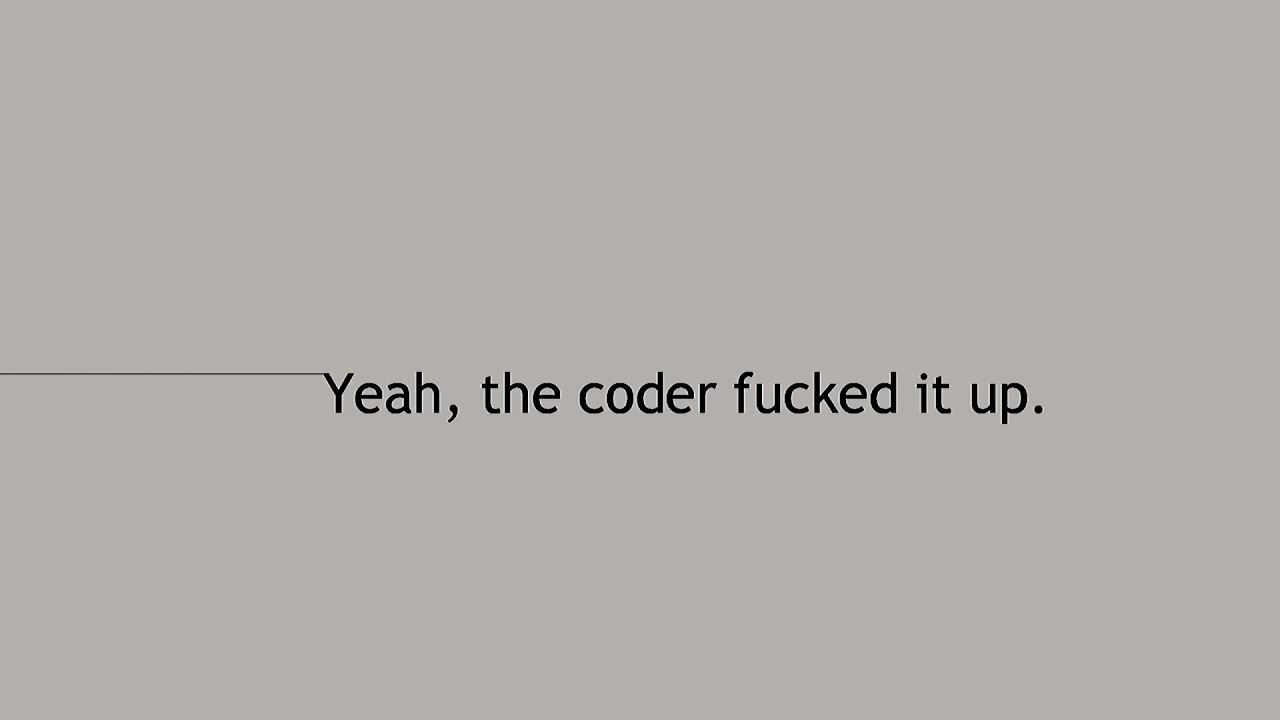 Yeah, the coder fucked it up.